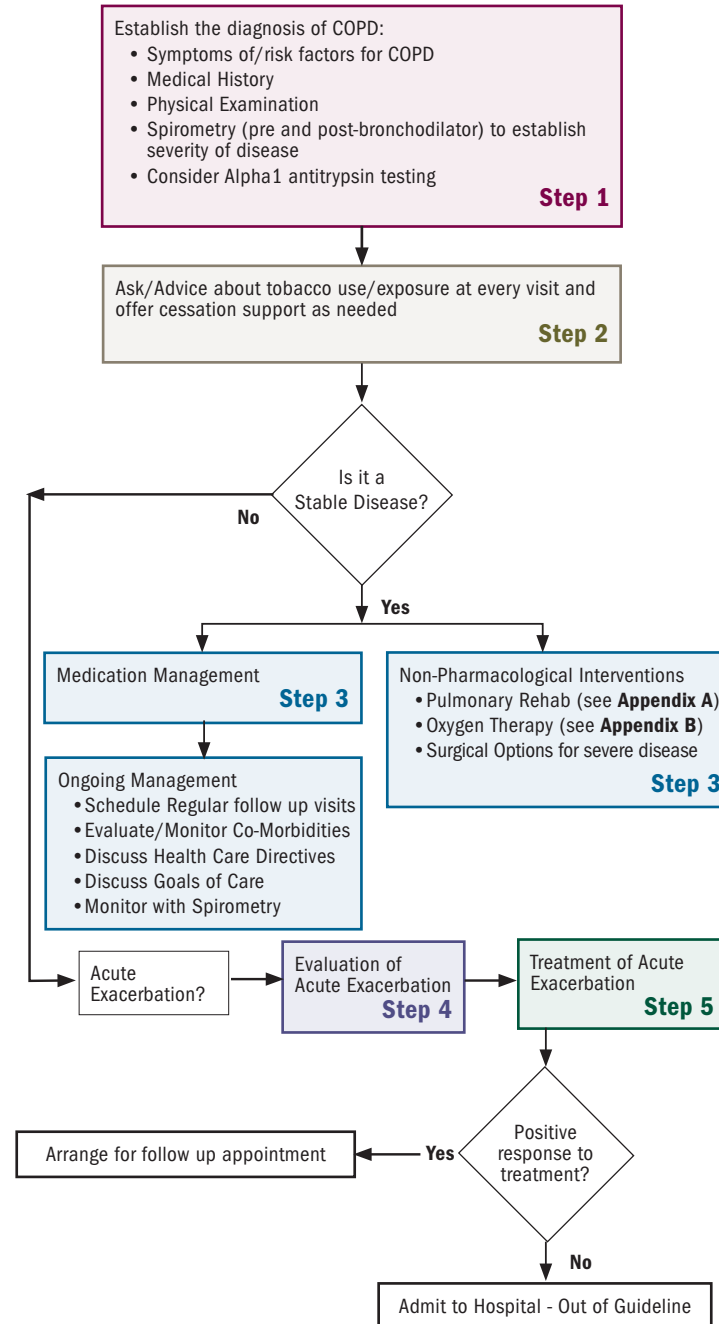 Establish the diagnosis of COPD:
• Symptoms of/risk factors for COPD
• Medical History
• Physical Examination
• Spirometry (pre and post-bronchodilator) to establish
severity of disease
• Consider Alpha1 antitrypsin testing
Step 1
Ask/Advice about tobacco use/exposure at every visit and
offer cessation support as needed
Step 2
Is it a
Stable Disease?
No
Yes
Medication Management
Step 3
Non-Pharmacological Interventions
•Pulmonary Rehab (see Appendix A)
•Oxygen Therapy (see Appendix B)
•Surgical Options for severe disease
Step 3
Ongoing Management
•Schedule Regular follow up visits
•Evaluate/Monitor Co-Morbidities
•Discuss Health Care Directives
•Discuss Goals of Care
•Monitor with Spirometry
Acute
Exacerbation?
Evaluation of
Acute Exacerbation
Step 4
Treatment of Acute
Exacerbation
Step 5
Positive
response to
treatment?
Yes
Arrange for follow up appointment
No
Admit to Hospital - Out of Guideline